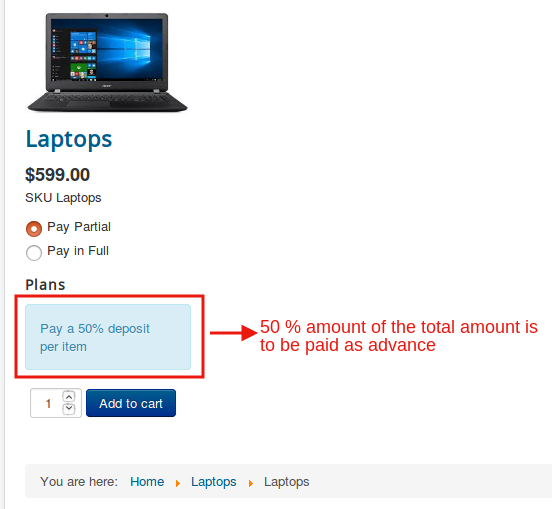 Laptops
$599.00
SKU Laptops
Pay Partial
Pay in Full
Plans
Pay a 50% deposit
per item
50 % amount of the total amount is
to be paid as advance
1
Add to cart
You are here: Home Laptops Laptops